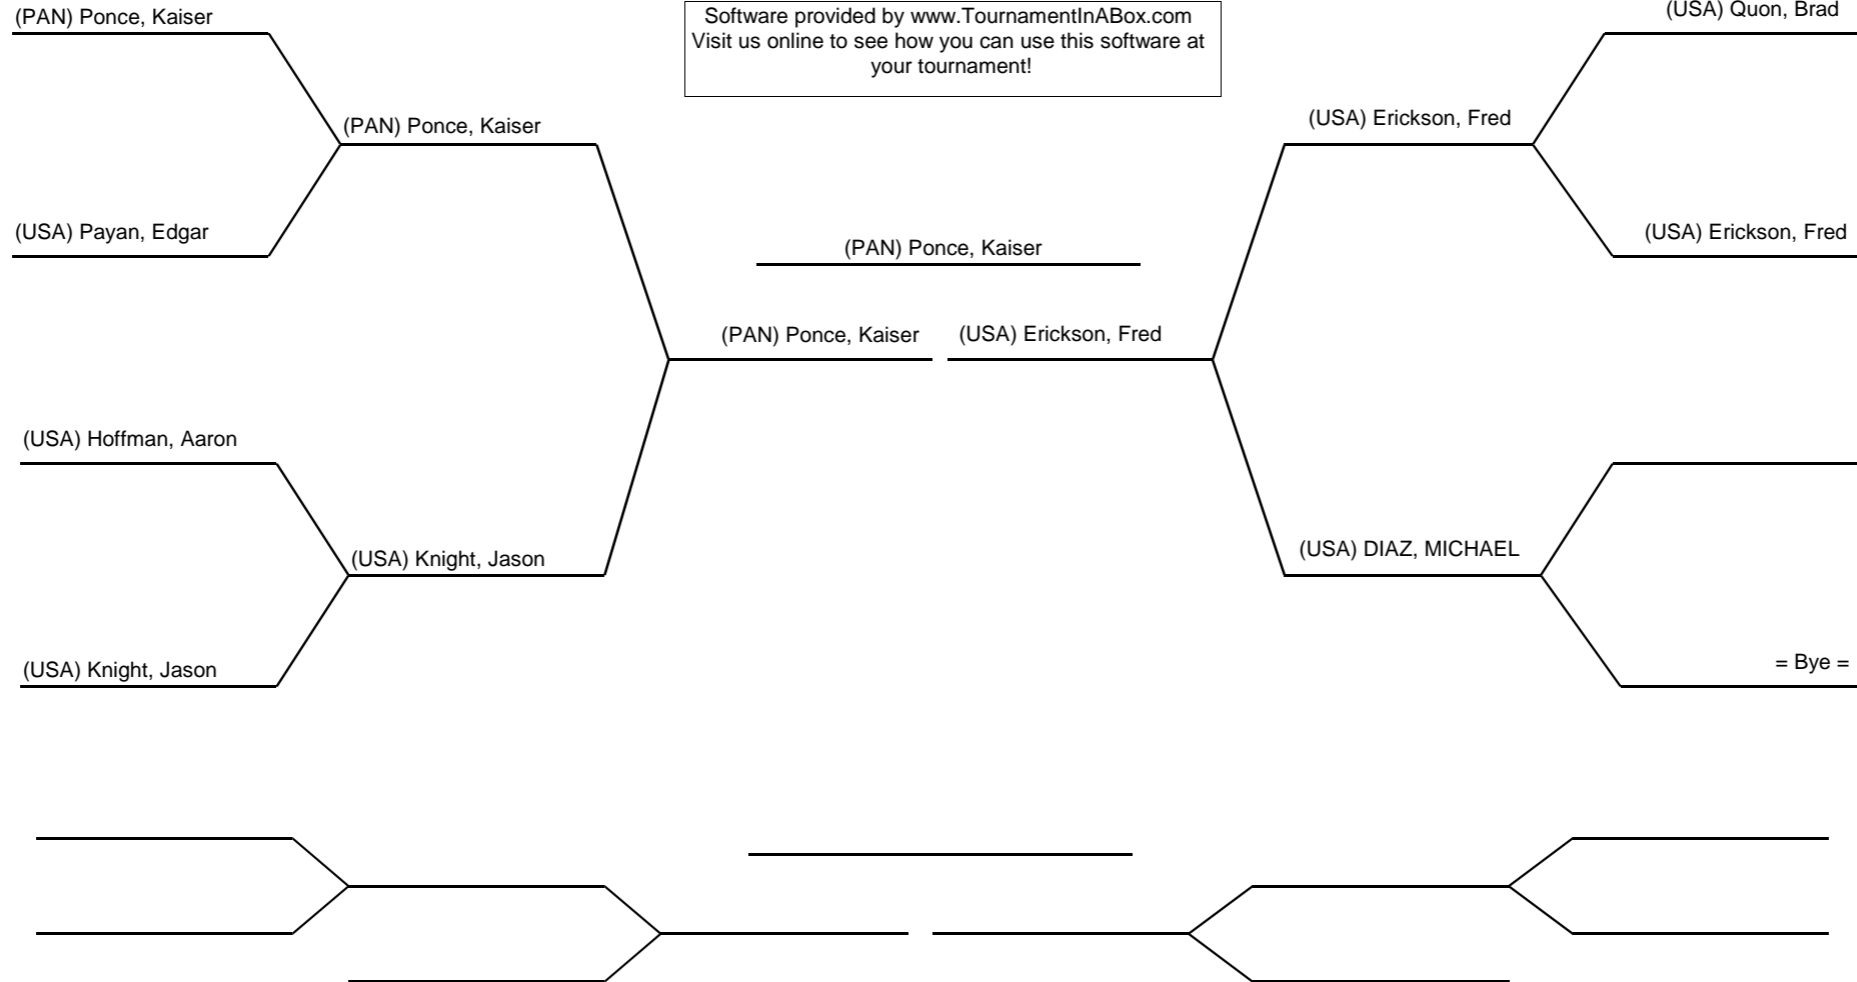 (PAN) Ponce, Kaiser
Software provided by www.TournamentInABox.com
Visit us online to see how you can use this software at
your tournament!
(USA) Quon, Brad
(PAN) Ponce, Kaiser
(USA) Erickson, Fred
(USA) Payan, Edgar
(PAN) Ponce, Kaiser
(USA) Erickson, Fred
(PAN) Ponce, Kaiser
(USA) Erickson, Fred
(USA) Hoffman, Aaron
(USA) Knight, Jason
(USA) DIAZ, MICHAEL
(USA) Knight, Jason
= Bye =